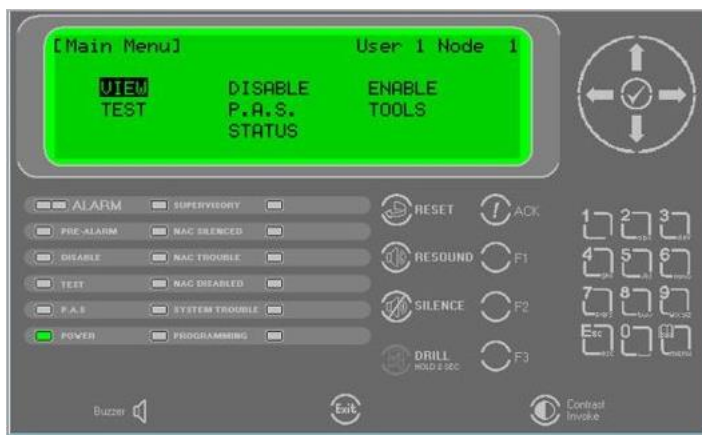 [Main Menu] User 1 Node 1
VIEW DISABLE ENABLE
TEST P.A.S. TOOLS
STATUS
ALARM SUPERVISORY
PRE-ALARM NAC SILENCED
DISABLE NAC TROUBLE
TEST NAC DISABLED
P.A.S SYSTEM TROUBLE
POWER PROGRAMMING
RESET ACK
RESOUND F1
SILENCE F2
DRILL F3
HOLD 2 SEC
1 2 3
4 5 6
7 8 9
Esc 0
Buzzer
Exit
Contrast
Invoke